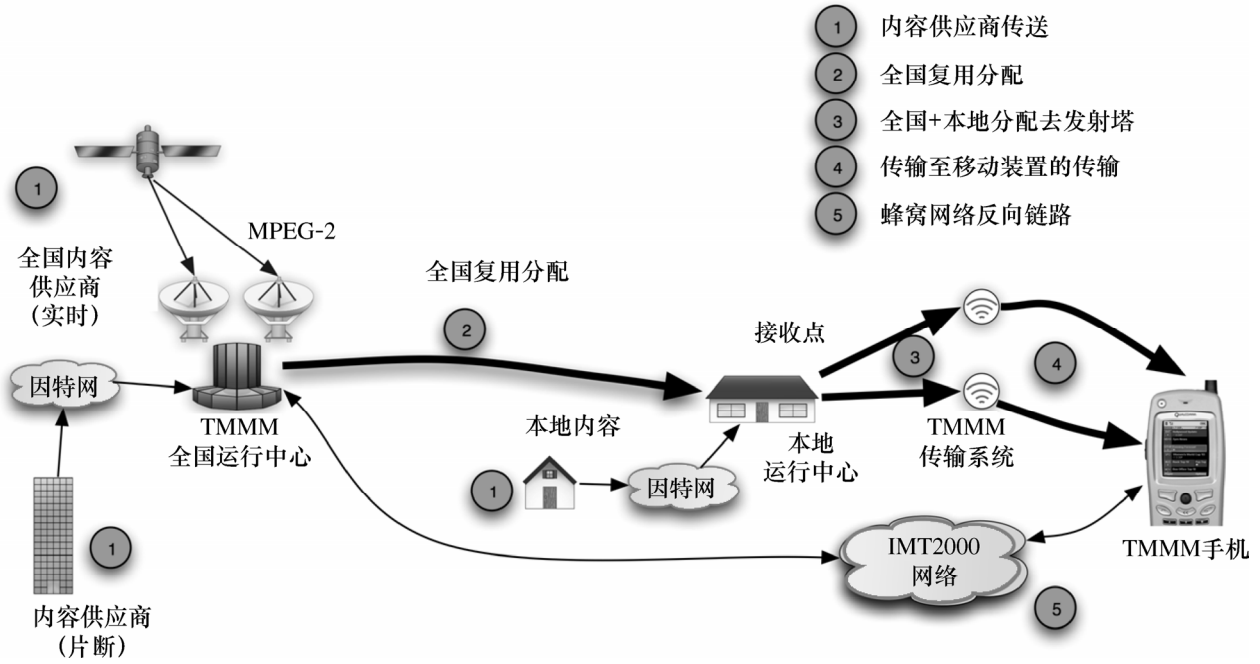 1 内容供应商传送
2 全国复用分配
3 全国+本地分配去发射塔
4 传输至移动装置的传输
5 蜂窝网络反向链路
1
MPEG-2
全国内容
供应商
(实时)
全国复用分配
2
接收点
3
4
因特网
TMMM
全国运行中心
本地内容
1
因特网
本地
运行中心
TMMM
传输系统
1
内容供应商
(片断)
IMT2000
网络
5
TMMM手机